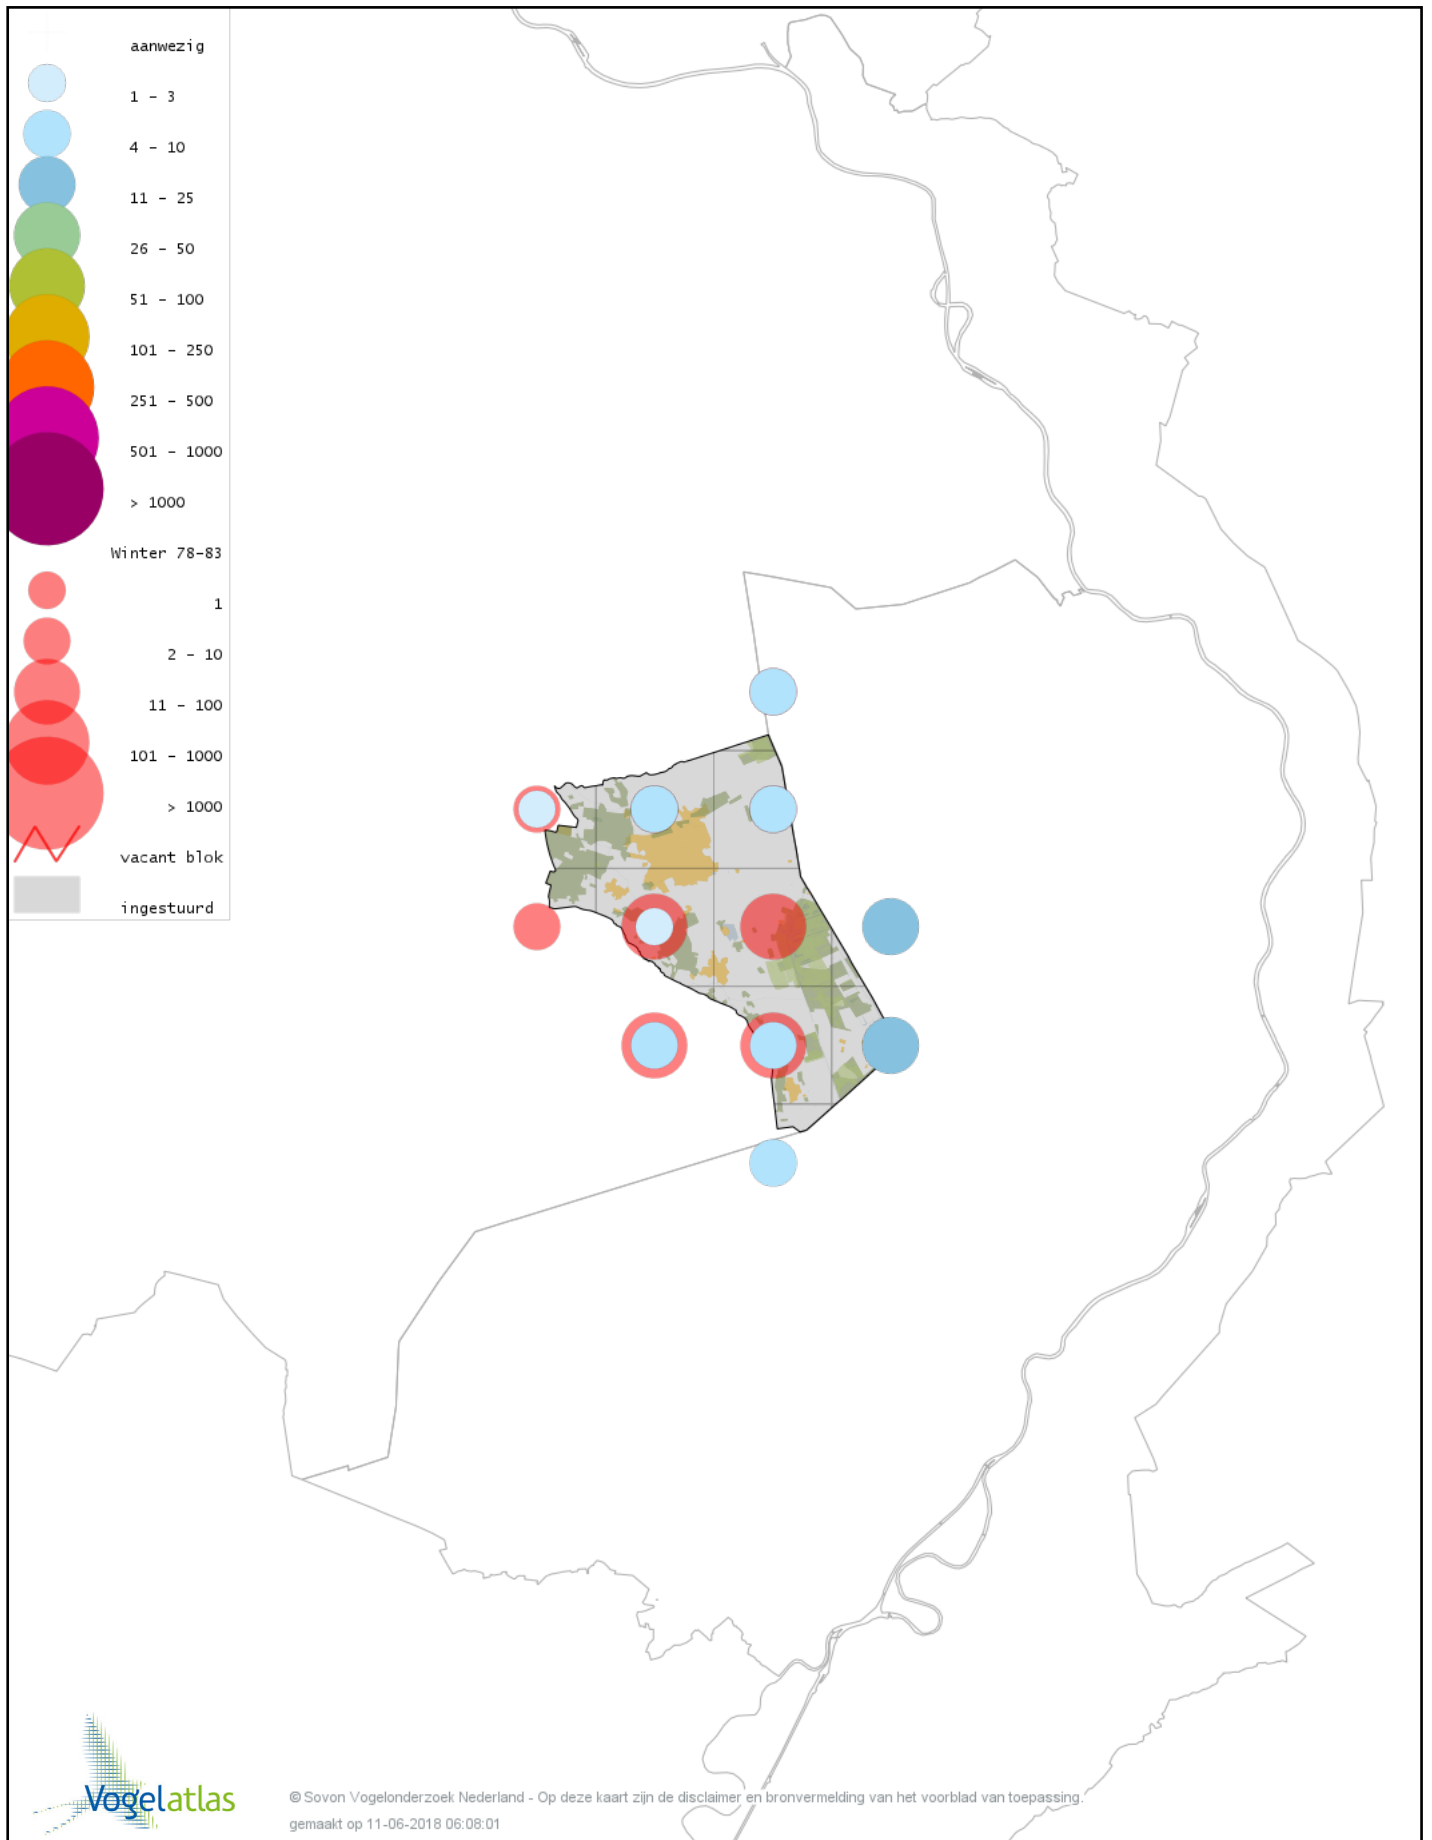 aanwezig
1 - 3
4 - 10
11 - 25
26 - 50
51 - 100
101 - 250
251 - 500
501 - 1000
> 1000
Winter 78-83
1
2 - 10
11 - 100
101 - 1000
> 1000
vacant blok
ingestuurd
Vogelatlas
© Sovon Vogelonderzoek Nederland - Op deze kaart zijn de disclaimer en bronvermelding van het voorblad van toepassing.
gemaakt op 11-06-2018 06:08:01